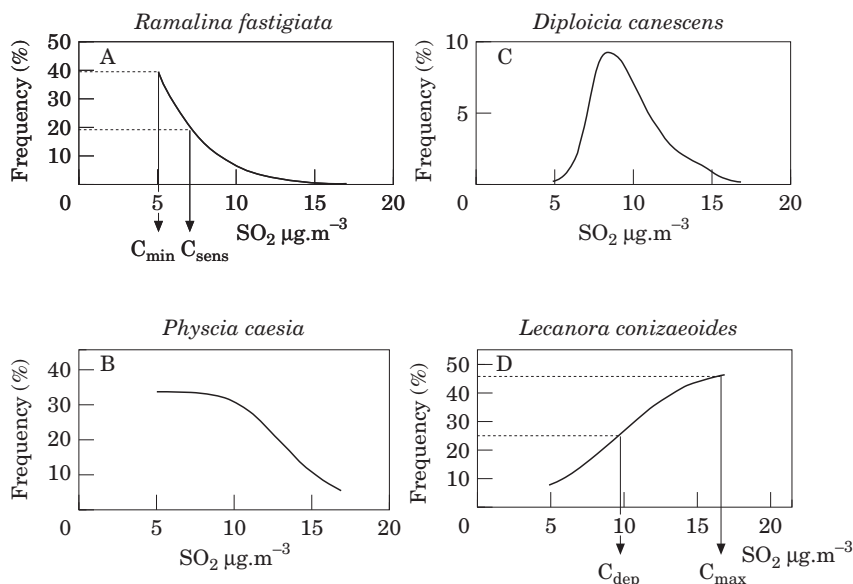 Ramalina fastigiata
A
Frequency (%)
50
40
30
20
10
0
5
10
15
20
SO₂ μg.m⁻³
C_min C_sens
Diploicia canescens
C
Frequency (%)
10
5
0
5
10
15
20
SO₂ μg.m⁻³
Physcia caesia
B
Frequency (%)
40
30
20
10
0
5
10
15
20
SO₂ μg.m⁻³
Lecanora conizaeoides
D
Frequency (%)
50
40
30
20
10
0
5
10
15
20
SO₂ μg.m⁻³
C_dep
C_max